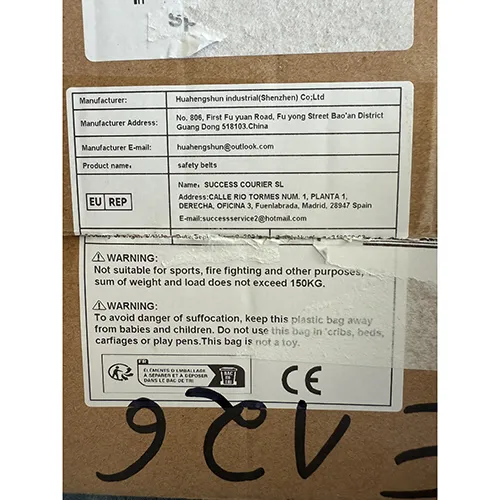 Manufacturer: Huahengshun industrial(Shenzhen) Co;Ltd
Manufacturer Address: No, 806, First Fu yuan Road, Fu yong Street Bao'an District
Guang Dong 518103.China
Manufacturer E-mail: huahengshun@outlook.com
Product name: safety belts
EU REP
Name: SUCCESS COURIER SL
Address:CALLE RIO TORMES NUM. 1, PLANTA 1,
DERECHA, OFICINA 3, Fuenlabrada, Madrid, 28947 Spain
E-mail:successservice2@hotmail.com
WARNING:
Not suitable for sports, fire fighting and other purposes,
sum of weight and load does not exceed 150KG.
WARNING:
To avoid danger of suffocation, keep this plastic bag away
from babies and children. Do not use this bag in cribs, beds,
carfiages or play pens.This bag is not a toy.
FR
ÉLÉMENTS D'EMBALLAGE
À SÉPARER ET À DÉPOSER
DANS LE BAC DE TRI
BAC
DE
TRI
CE